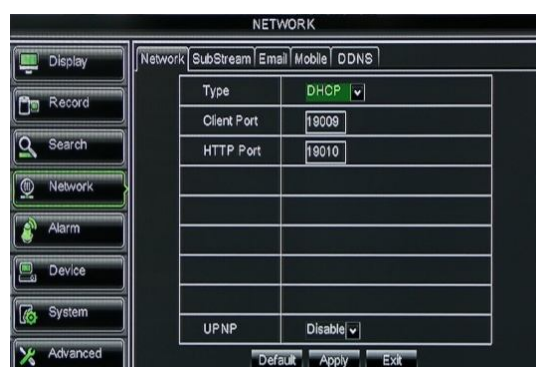 NETWORK
Display
Record
Search
Network
Alarm
Device
System
Advanced
Network SubStream Email Mobile DDNS
Type DHCP
Client Port 19009
HTTP Port 19010
UPNP Disable
Default Apply Exit